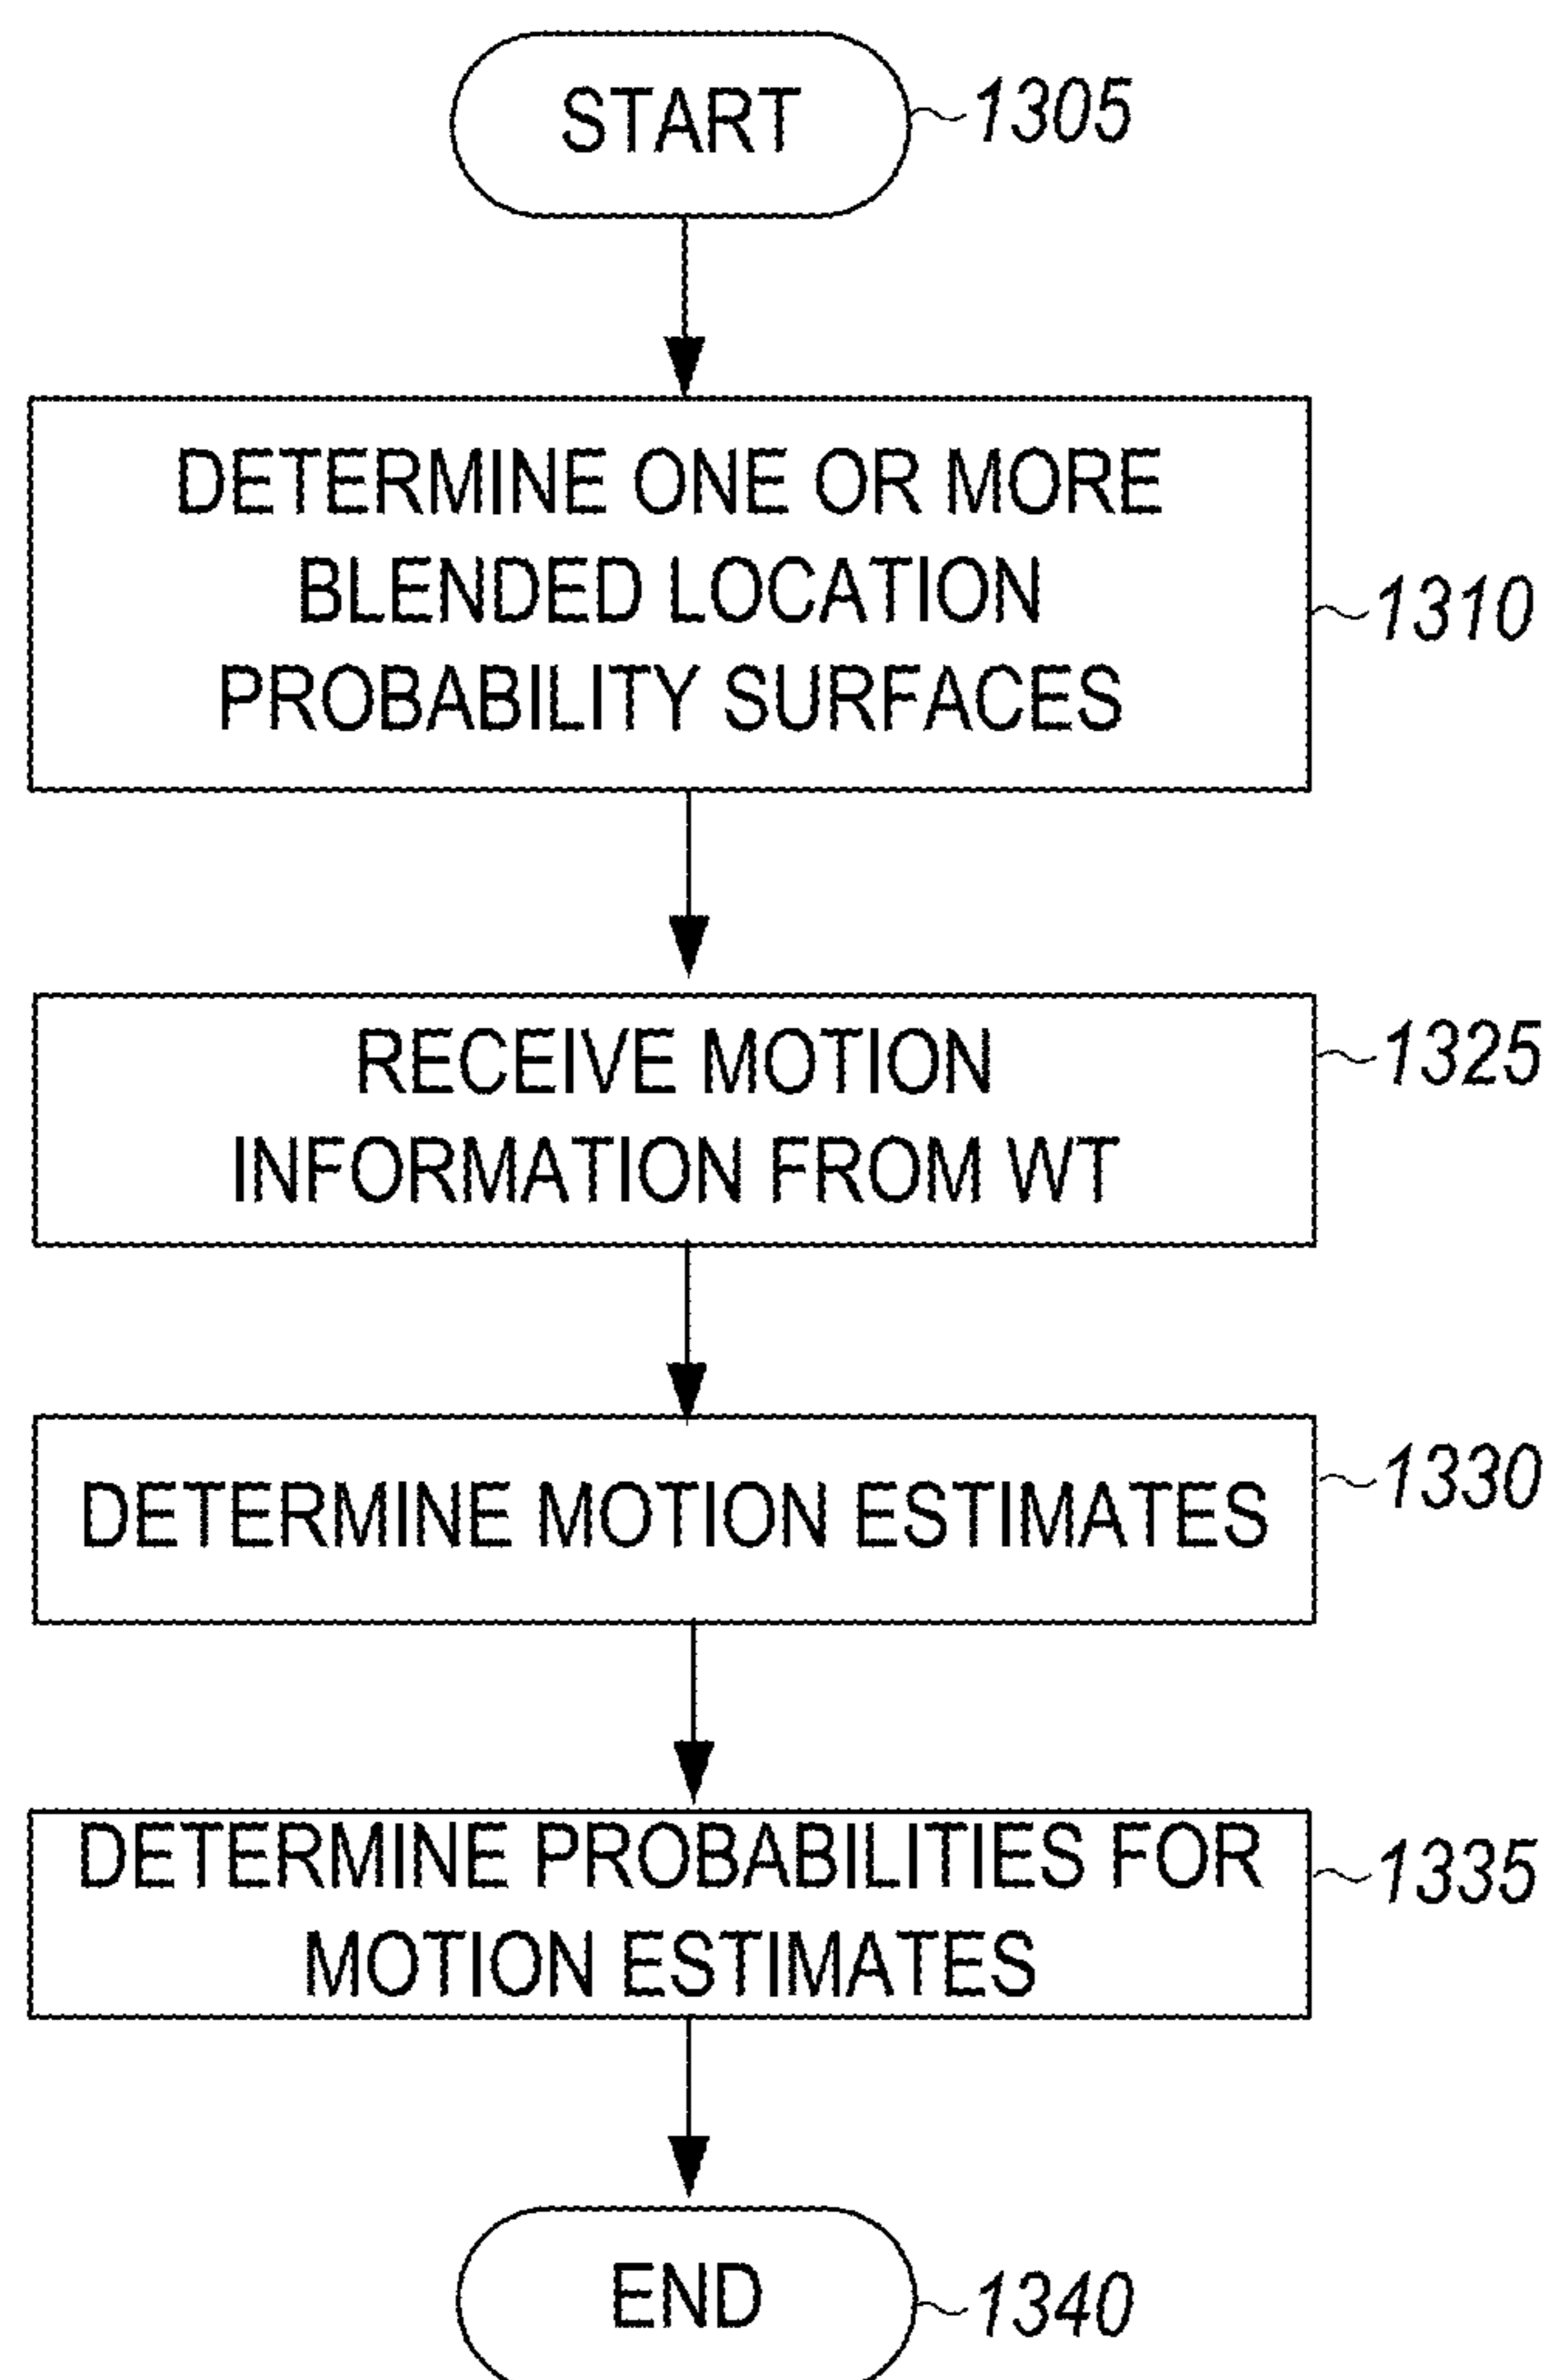 START
1305
DETERMINE ONE OR MORE
BLENDED LOCATION
1310
PROBABILITY SURFACES
RECEIVE MOTION
1325
INFORMATION FROM WT
DETERMINE MOTION ESTIMATES
1330
DETERMINE PROBABILITIES FOR
1335
MOTION ESTIMATES
END
1340